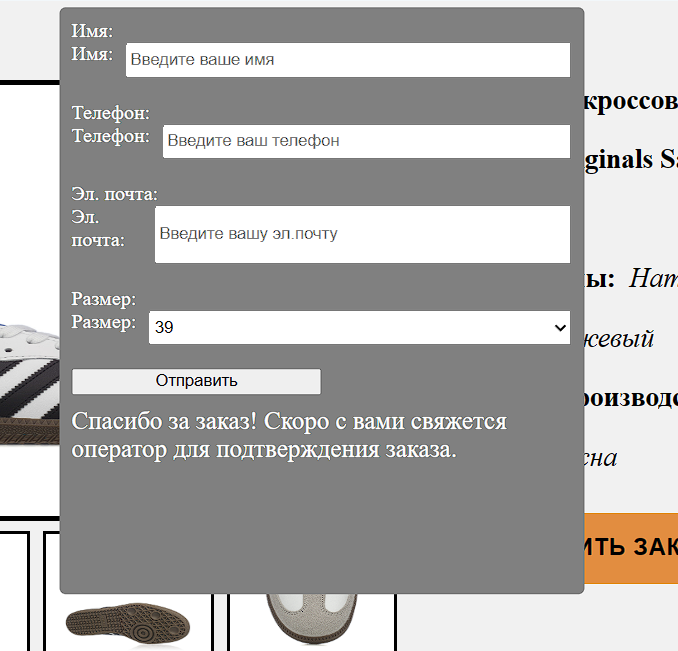 Имя:
Имя: Введите ваше имя
Телефон:
Телефон: Введите ваш телефон
Эл. почта:
Эл.
почта: Введите вашу эл.почту
Размер:
Размер: 39
Отправить
Спасибо за заказ! Скоро с вами свяжется
оператор для подтверждения заказа.
кроссов
ginals Sa
ы: Нат
жевый
роизводс
сна
ИТЬ ЗАК